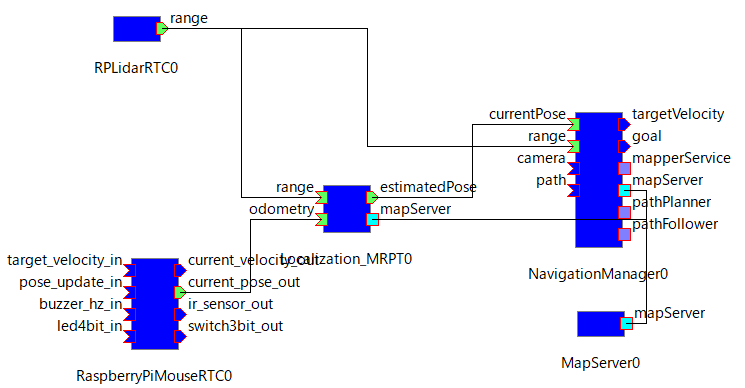 range
RPLidarRTC0
currentPose
range
camera
path
targetVelocity
goal
mapperService
mapServer
pathPlanner
pathFollower
NavigationManager0
range
odometry
estimatedPose
mapServer
Localization_MRPT0
target_velocity_in
pose_update_in
buzzer_hz_in
led4bit_in
current_velocity_out
current_pose_out
ir_sensor_out
switch3bit_out
RaspberryPiMouseRTC0
mapServer
MapServer0